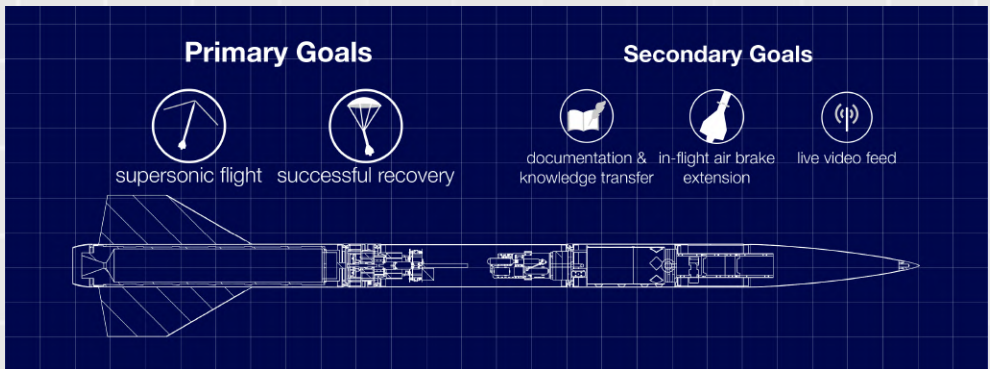 Primary Goals
supersonic flight
successful recovery
Secondary Goals
documentation &
knowledge transfer
in-flight air brake
extension
live video feed